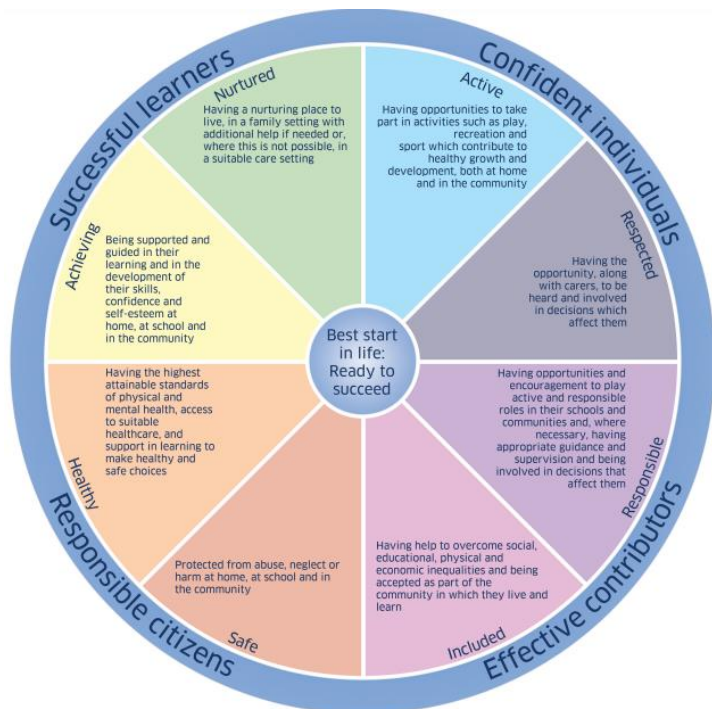 Successful learners
Confident individuals
Nurtured
Having a nurturing place to
live, in a family setting with
additional help if needed or,
where this is not possible, in
a suitable care setting
Active
Having opportunities to take
part in activities such as play,
recreation and
sport which contribute to
healthy growth and
development, both at home
and in the community
Achieving
Being supported and
guided in their
learning and in the
development of
their skills,
confidence and
self-esteem at
home, at school and
in the community
Respected
Having the
opportunity, along
with carers, to be
heard and involved
in decisions which
affect them
Best start
in life:
Ready to
succeed
Healthy
Having the highest
attainable standards
of physical and
mental health, access
to suitable
healthcare, and
support in learning to
make healthy and
safe choices
Responsible
Having opportunities and
encouragement to play
active and responsible
roles in their schools and
communities and, where
necessary, having
appropriate guidance and
supervision and being
involved in decisions that
affect them
Protected from abuse, neglect or
harm at home, at school and in
the community
Safe
Having help to overcome social,
educational, physical and
economic inequalities and being
accepted as part of the
community in which they live and
learn
Included
Responsible citizens
Effective contributors